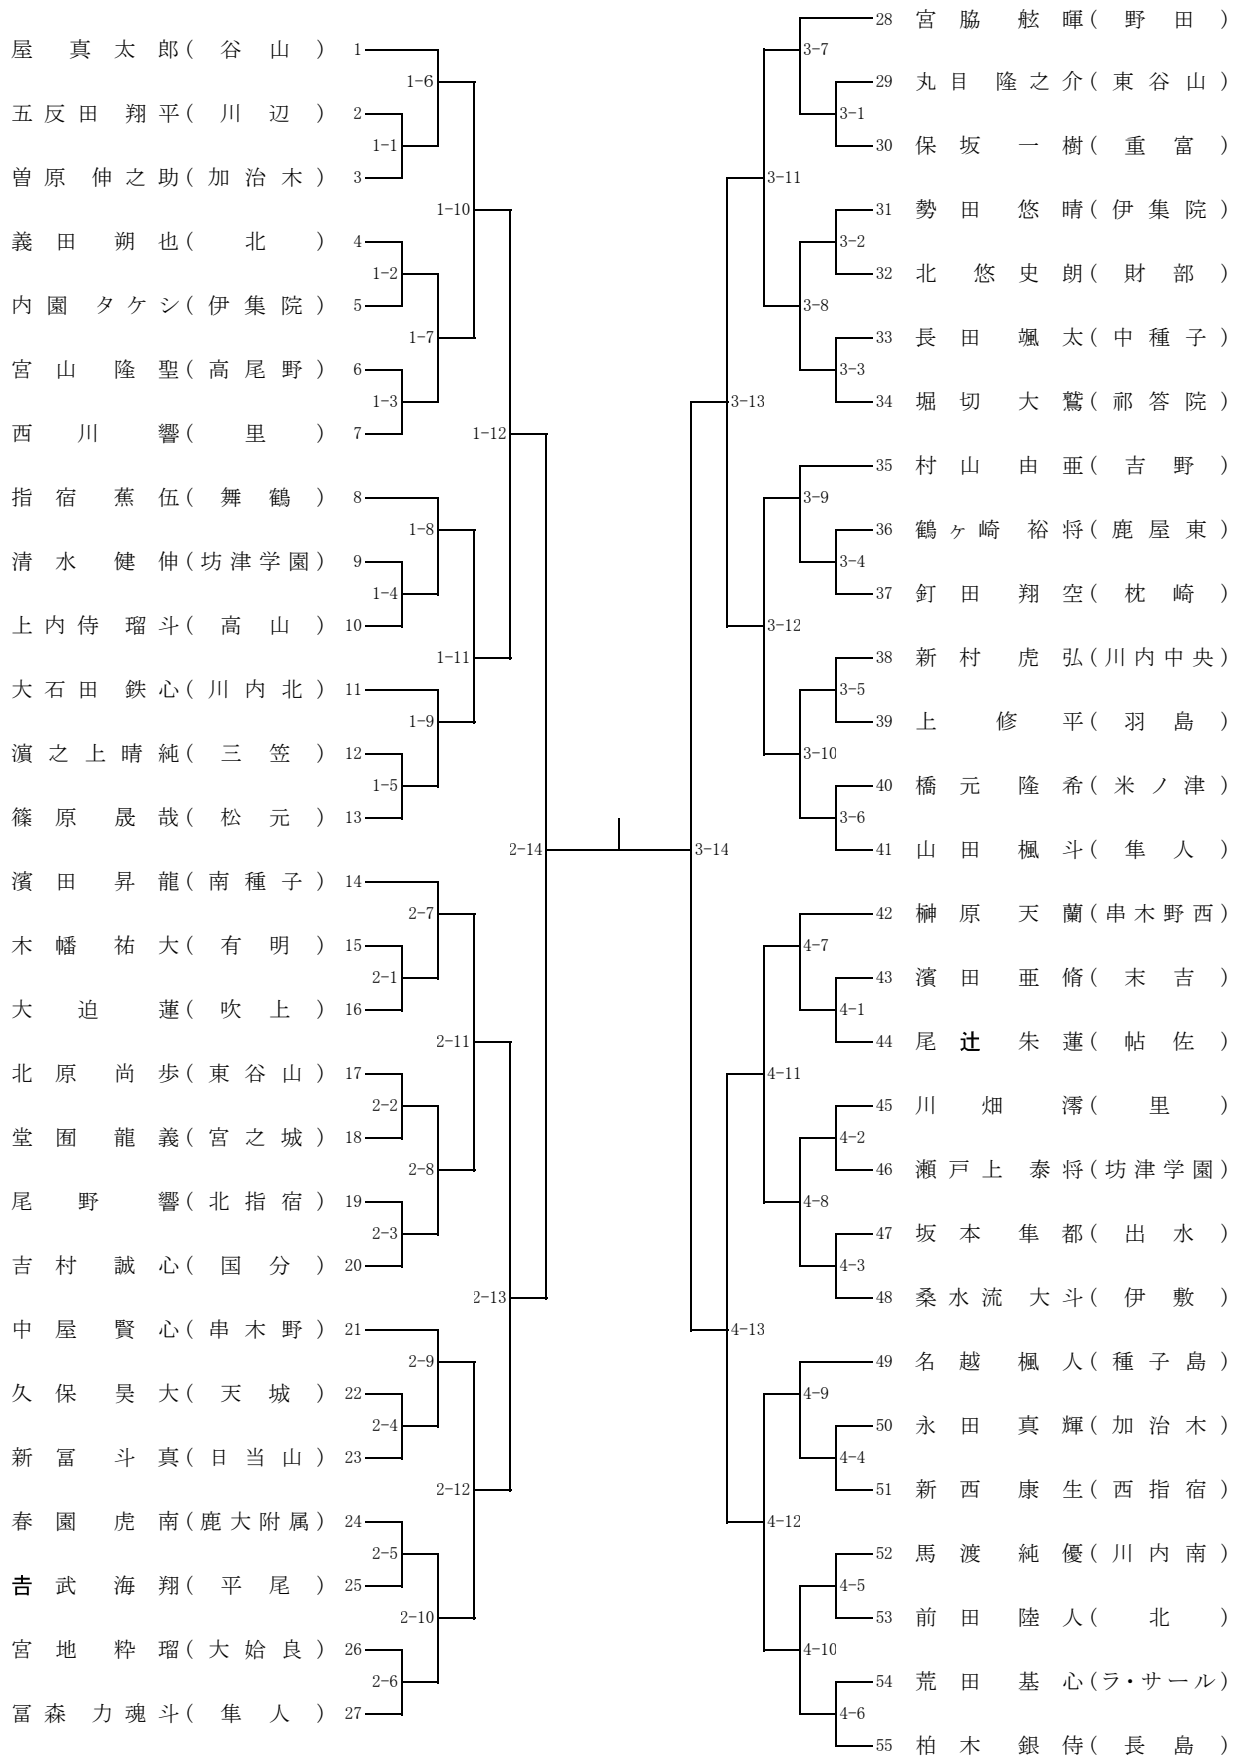 屋 真太郎(谷山) 1
1-6
五反田 翔平(川辺) 2
1-1
曽原 伸之助(加治木) 3
1-10
義田 朔也(北) 4
1-2
内園 タケシ(伊集院) 5
1-7
宮山 隆聖(高尾野) 6
1-3
西川 響(里) 7
1-12
指宿 蕉伍(舞鶴) 8
1-8
清水 健伸(坊津学園) 9
1-4
上内侍 瑠斗(高山) 10
1-11
大石田 鉄心(川内北) 11
1-9
濵之上晴純(三笠) 12
1-5
篠原 晟哉(松元) 13
2-14
濱田 昇龍(南種子) 14
2-7
木幡 祐大(有明) 15
2-1
大迫 蓮(吹上) 16
2-11
北原 尚歩(東谷山) 17
2-2
堂囿 龍義(宮之城) 18
2-8
尾野 響(北指宿) 19
2-3
吉村 誠心(国分) 20
2-13
中屋 賢心(串木野) 21
2-9
久保 昊大(天城) 22
2-4
新冨 斗真(日当山) 23
2-12
春園 虎南(鹿大附属) 24
2-5
𠮷武 海翔(平尾) 25
2-10
宮地 粋瑠(大姶良) 26
2-6
冨森 力魂斗(隼人) 27
28 宮脇 舷暉(野田)
3-7
29 丸目 隆之介(東谷山)
3-1
30 保坂 一樹(重富)
3-11
31 勢田 悠晴(伊集院)
3-2
32 北 悠史朗(財部)
3-8
33 長田 颯太(中種子)
3-3
34 堀切 大鷲(祁答院)
3-13
35 村山 由亜(吉野)
3-9
36 鶴ヶ崎 裕将(鹿屋東)
3-4
37 釘田 翔空(枕崎)
3-12
38 新村 虎弘(川内中央)
3-5
39 上 修平(羽島)
3-10
40 橋元 隆希(米ノ津)
3-6
41 山田 楓斗(隼人)
3-14
42 榊原 天蘭(串木野西)
4-7
43 濱田 亜脩(末吉)
4-1
44 尾辻 朱蓮(帖佐)
4-11
45 川畑 澪(里)
4-2
46 瀬戸上 泰将(坊津学園)
4-8
47 坂本 隼都(出水)
4-3
48 桑水流 大斗(伊敷)
4-13
49 名越 楓人(種子島)
4-9
50 永田 真輝(加治木)
4-4
51 新西 康生(西指宿)
4-12
52 馬渡 純優(川内南)
4-5
53 前田 陸人(北)
4-10
54 荒田 基心(ラ・サール)
4-6
55 柏木 銀侍(長島)